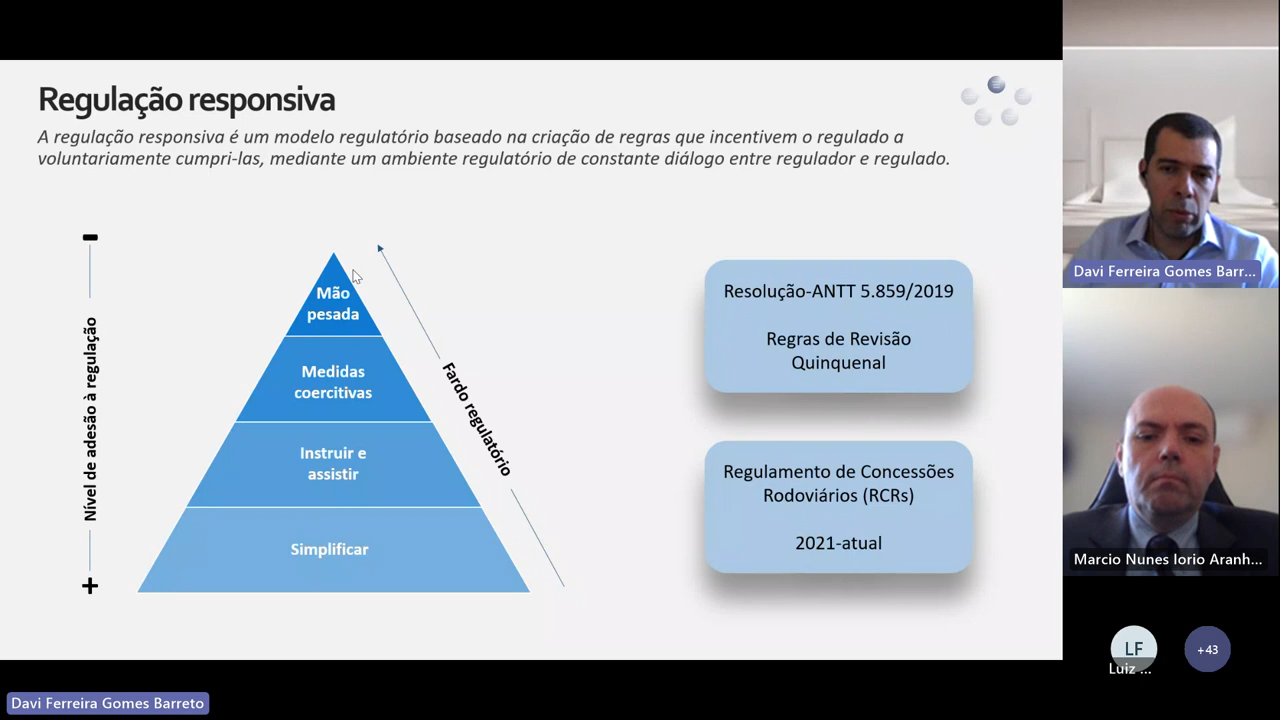 Regulação responsiva
A regulação responsiva é um modelo regulatório baseado na criação de regras que incentivem o regulado a
voluntariamente cumpri-las, mediante um ambiente regulatório de constante diálogo entre regulador e regulado.
Nível de adesão à regulação
+
Mão
pesada
Medidas
coercitivas
Instruir e
assistir
Simplificar
Fardo regulatório
Resolução-ANTT 5.859/2019
Regras de Revisão
Quinquenal
Regulamento de Concessões
Rodoviários (RCRs)
2021-atual
Davi Ferreira Gomes Barr...
Marcio Nunes Iorio Aranh...
LF
Luiz ...
+43
Davi Ferreira Gomes Barreto